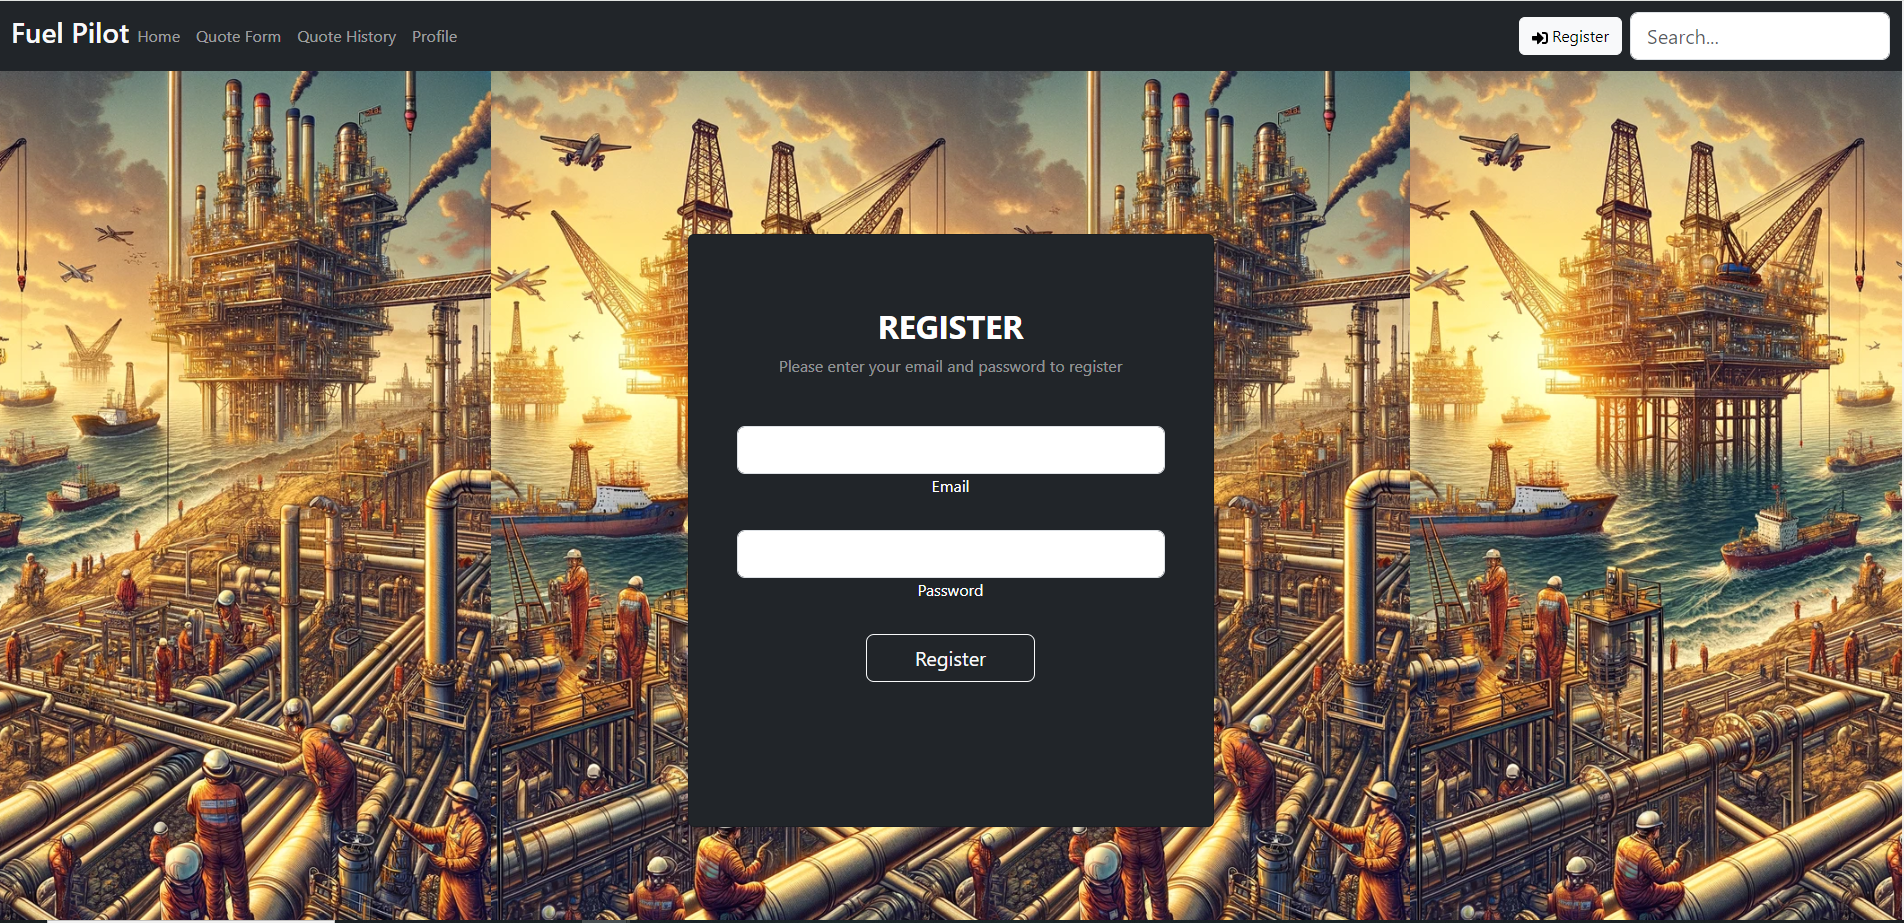 Fuel Pilot Home Quote Form Quote History Profile Register Search...
REGISTER
Please enter your email and password to register
Email
Password
Register